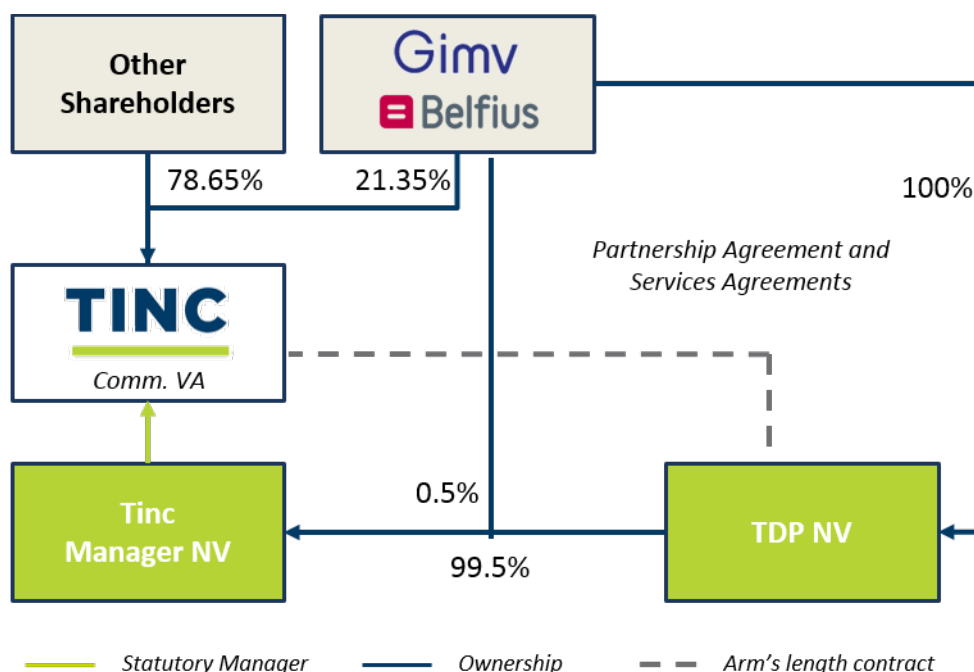 Other
Shareholders
Gimv
Belfius
78.65%
21.35%
100%
Partnership Agreement and
Services Agreements
TINC
Comm. VA
Tinc
Manager NV
0.5%
99.5%
TDP NV
Statutory Manager
Ownership
Arm's length contract